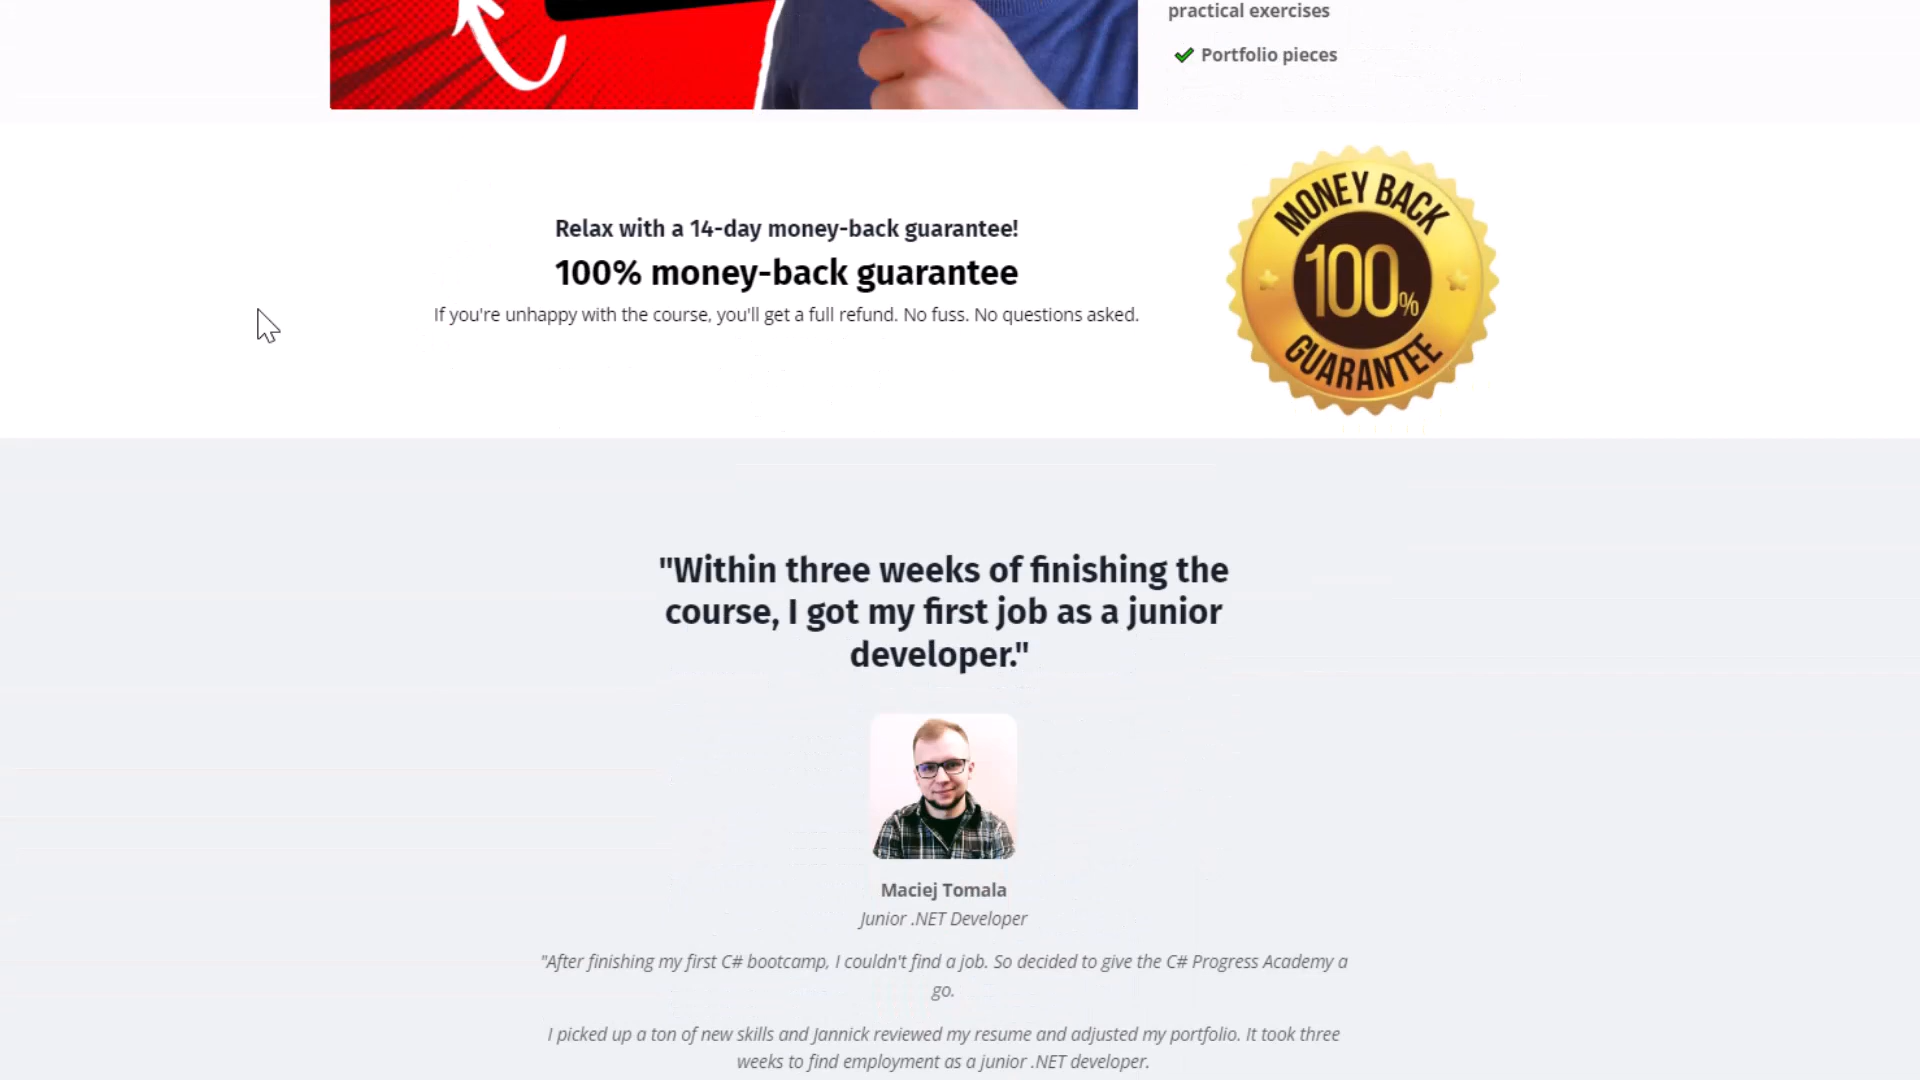 practical exercises
Portfolio pieces
Relax with a 14-day money-back guarantee!
100% money-back guarantee
If you're unhappy with the course, you'll get a full refund. No fuss. No questions asked.
MONEY BACK
100%
GUARANTEE
"Within three weeks of finishing the
course, I got my first job as a junior
developer."
Maciej Tomala
Junior .NET Developer
"After finishing my first C# bootcamp, I couldn't find a job. So decided to give the C# Progress Academy a
go.
I picked up a ton of new skills and Jannick reviewed my resume and adjusted my portfolio. It took three
weeks to find employment as a junior .NET developer.